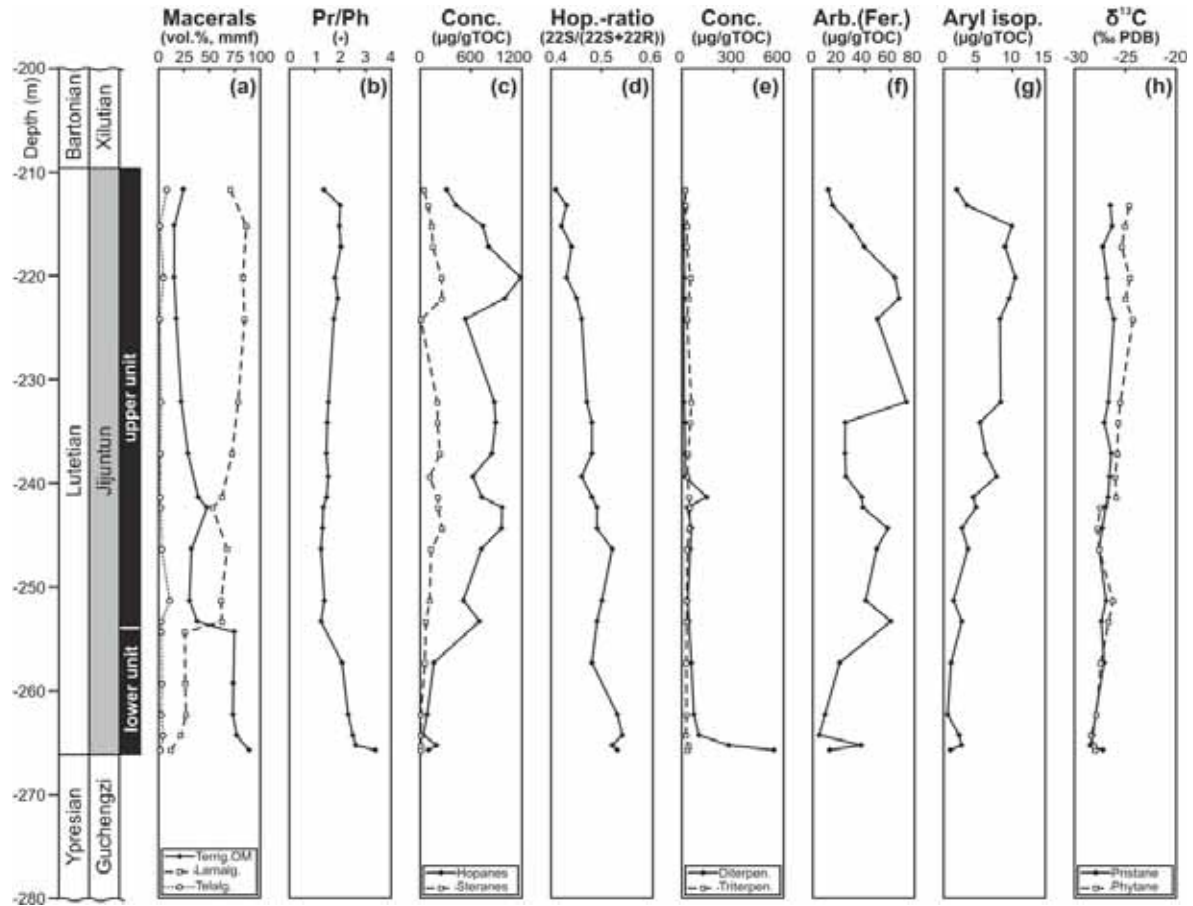 Macerals Pr/Ph Conc. Hop.-ratio Conc. Arb.(Fer.) Aryl isop. δ¹³C
(vol.%, mmf) (-) (µg/gTOC) (22S/(22S+22R)) (µg/gTOC) (µg/gTOC) (µg/gTOC) (‰ PDB)
0 25 50 75 100 0 1 2 3 4 0 600 1200 0.4 0.5 0.6 0 300 600 0 20 40 60 80 0 5 10 15 -30 -25 -20
(a) (b) (c) (d) (e) (f) (g) (h)
Depth (m)
-200
-210
-220
-230
-240
-250
-260
-270
-280
Bartonian
Xilutian
Lutetian
Jijuntun
upper unit
lower unit
Ypresian
Guchengzi
Terrig.OM
Lamalg.
Telalg.
Hopanes
Steranes
Diterpen.
Triterpen.
Pristane
Phytane